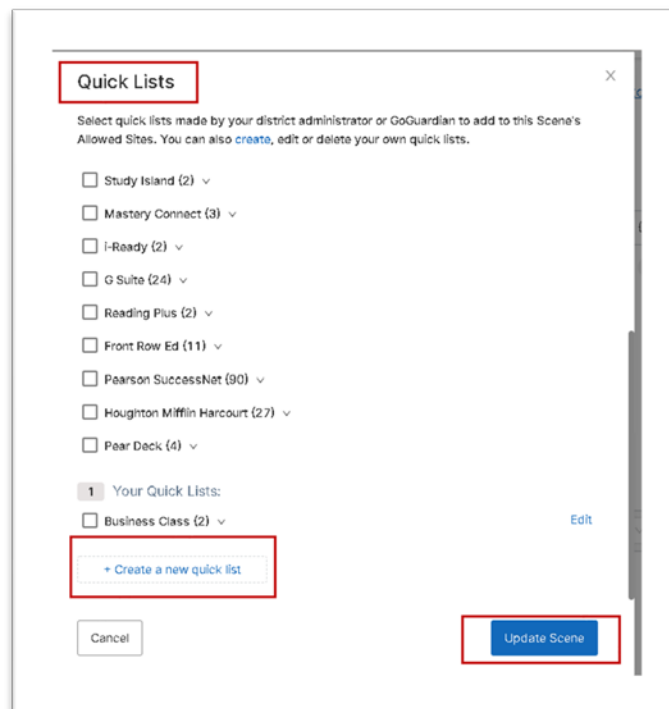 Quick Lists
Select quick lists made by your district administrator or GoGuardian to add to this Scene's
Allowed Sites. You can also create, edit or delete your own quick lists.
Study Island (2)
Mastery Connect (3)
i-Ready (2)
G Suite (24)
Reading Plus (2)
Front Row Ed (11)
Pearson SuccessNet (90)
Houghton Mifflin Harcourt (27)
Pear Deck (4)
1 Your Quick Lists:
Business Class (2) Edit
+ Create a new quick list
Cancel Update Scene